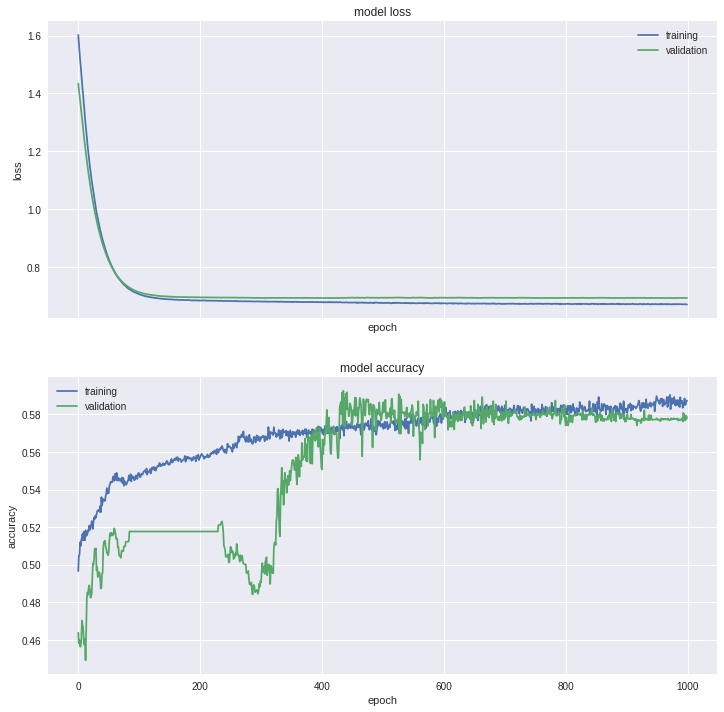 model loss
1.6
1.4
1.2
1.0
0.8
loss
training
validation
epoch
model accuracy
training
validation
0.58
0.56
0.54
0.52
0.50
0.48
0.46
accuracy
0 200 400 600 800 1000
epoch